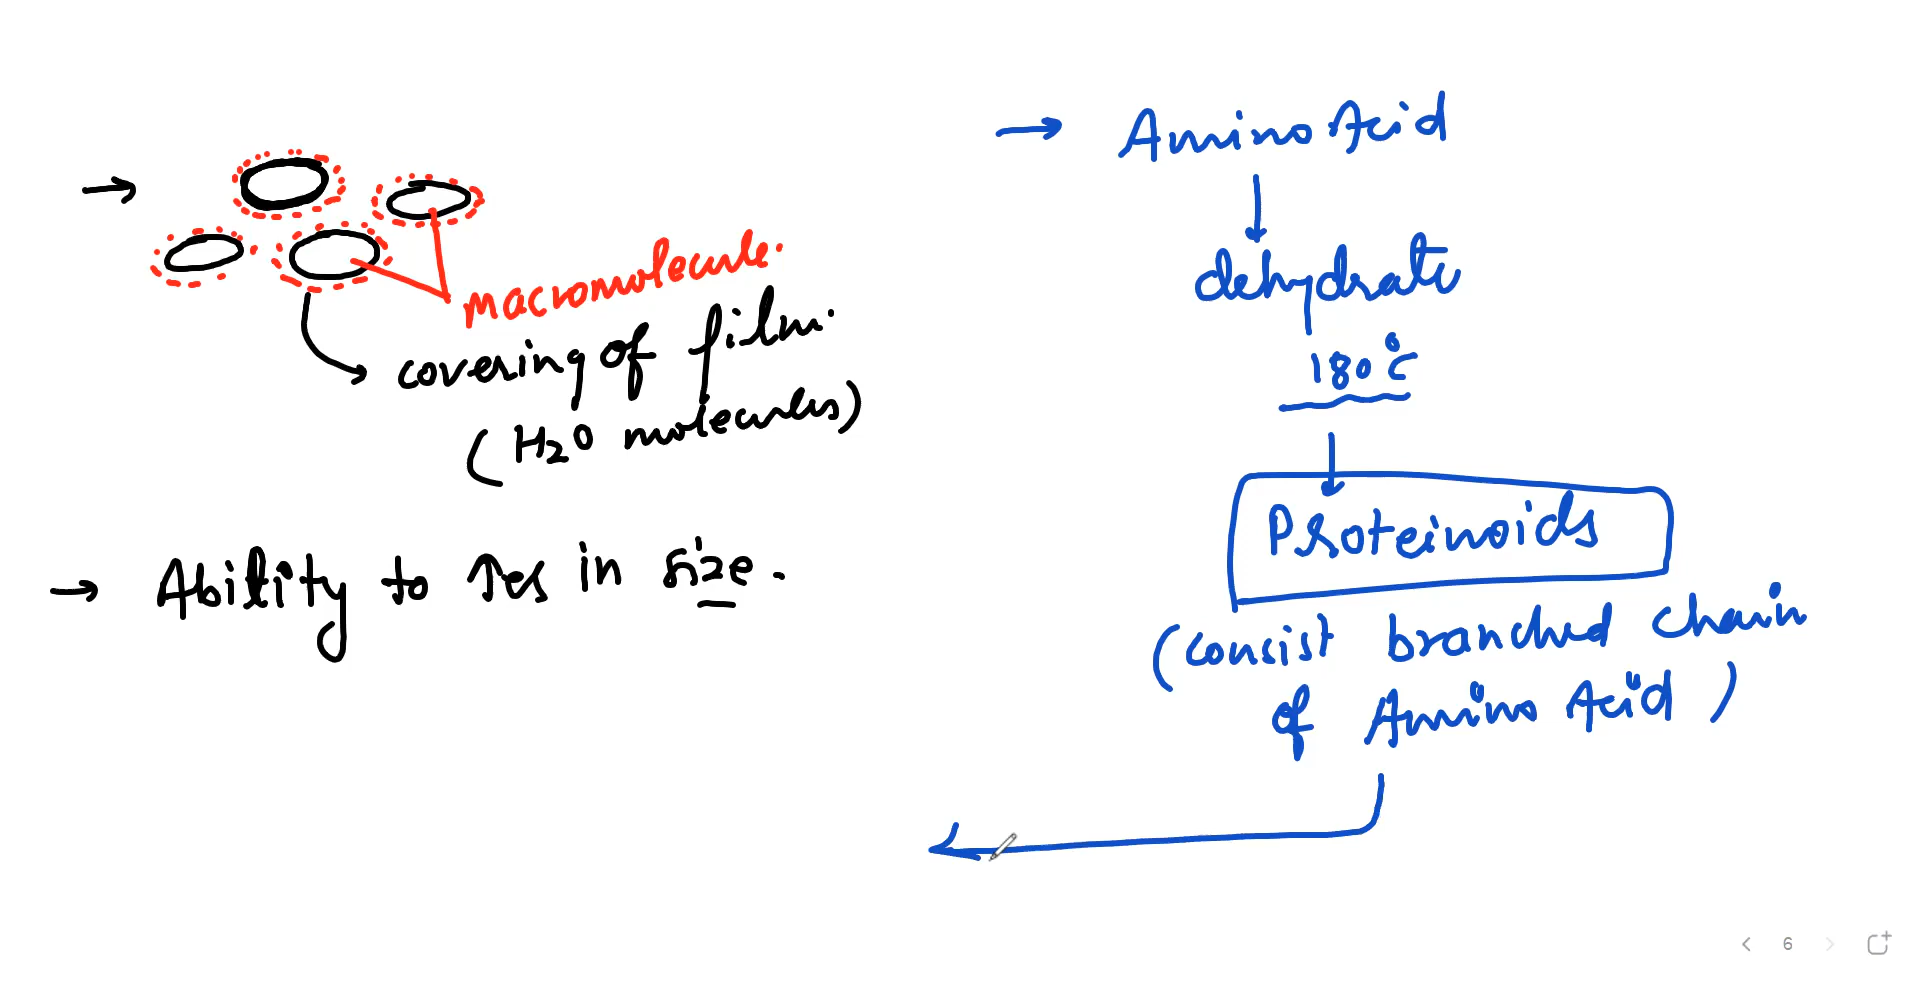 → macromolecule.
covering of film.
(H₂O molecules)
→ Ability to ↑es in size.
→ Amino Acid
dehydrate
180°C
Proteinoids
(consist branched chain
of Amino Acid)
6